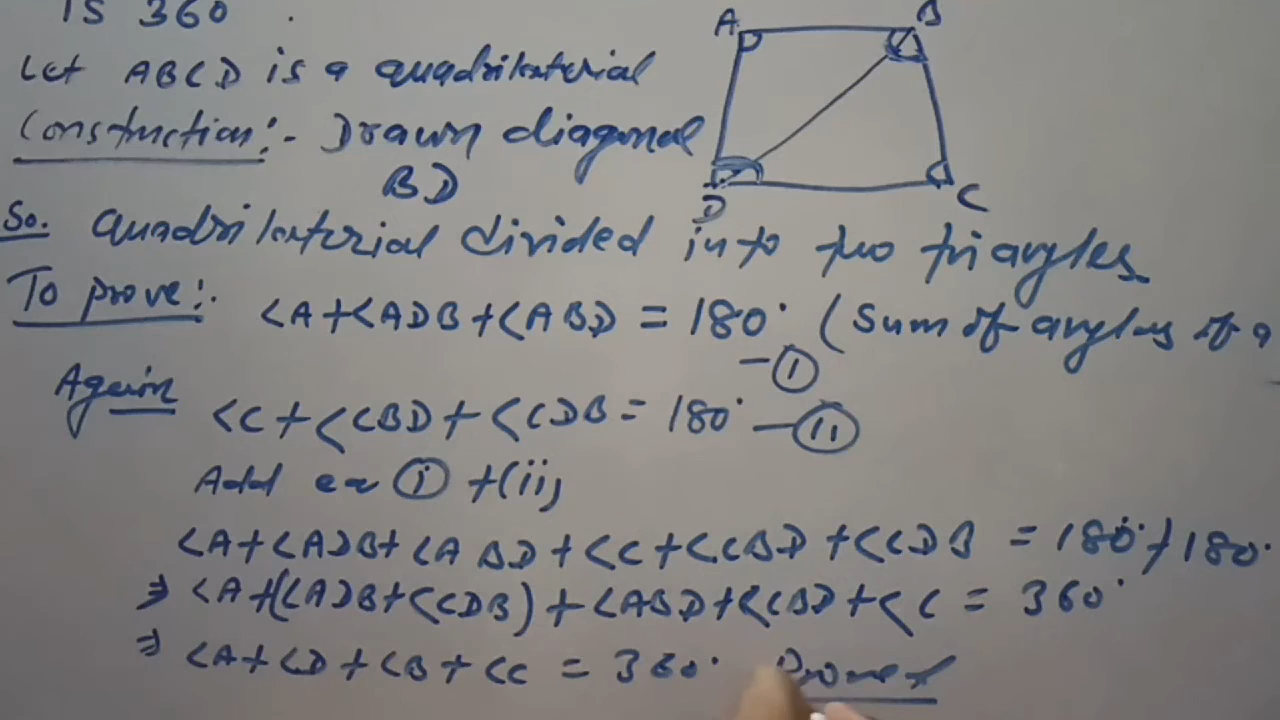 is 360
Let ABCD is a quadrilaterial
Construction:- Drawn diagonal
BD
A
B
D
C
So. quadrilaterial divided into two triangles.
To prove:. <A+<ADB+<ABD = 180° (Sum of angles of a
-(i)
Again <C+<CBD+<CDB = 180° -(ii)
Add eq (i) +(ii)
<A+<ADB+<ABD+<C+<CBD+<CDB = 180°+180°
⇒ <A+(<ADB+<CDB)+<ABD+<CBD+<C = 360°
⇒ <A+<D+<B+<C = 360° Proved